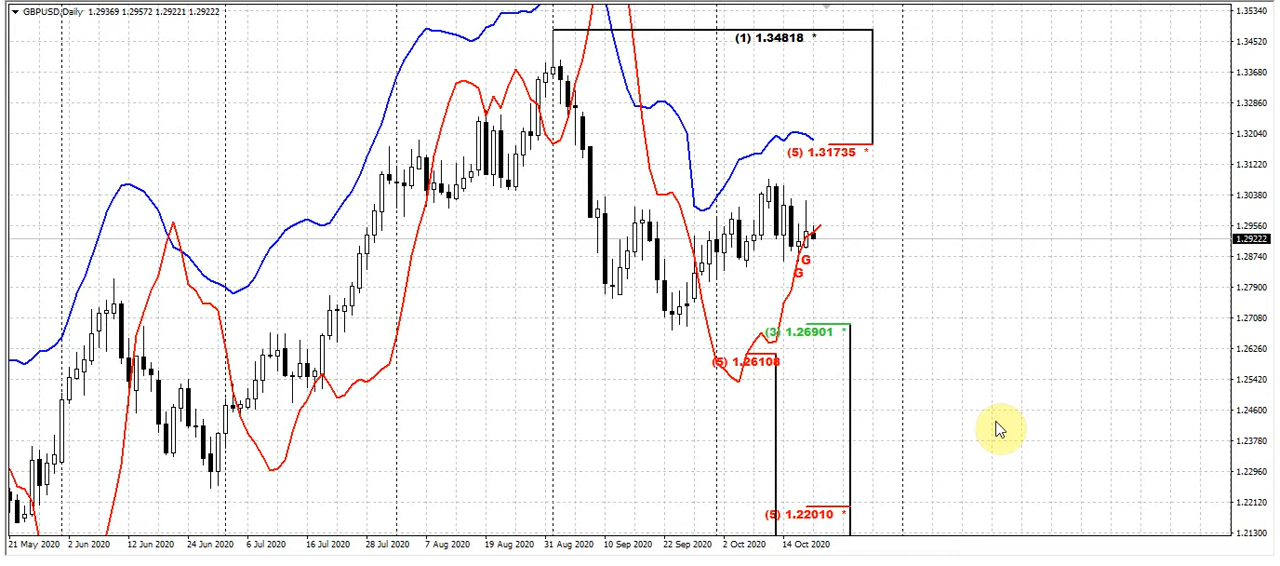 GBPUSD,Daily 1.29369 1.29572 1.29221 1.29222
1.35340
(1) 1.34818 *
1.34520
1.33680
1.32860
1.32040
(5) 1.31735 *
1.31220
1.30380
1.29560
1.29222
G
G
1.28740
1.27900
1.27080
(3) 1.26901 *
1.26260
(5) 1.26108
1.25420
1.24600
1.23780
1.22960
1.22120
(5) 1.22010 *
1.21300
21 May 2020 2 Jun 2020 12 Jun 2020 24 Jun 2020 6 Jul 2020 16 Jul 2020 28 Jul 2020 7 Aug 2020 19 Aug 2020 31 Aug 2020 10 Sep 2020 22 Sep 2020 2 Oct 2020 14 Oct 2020